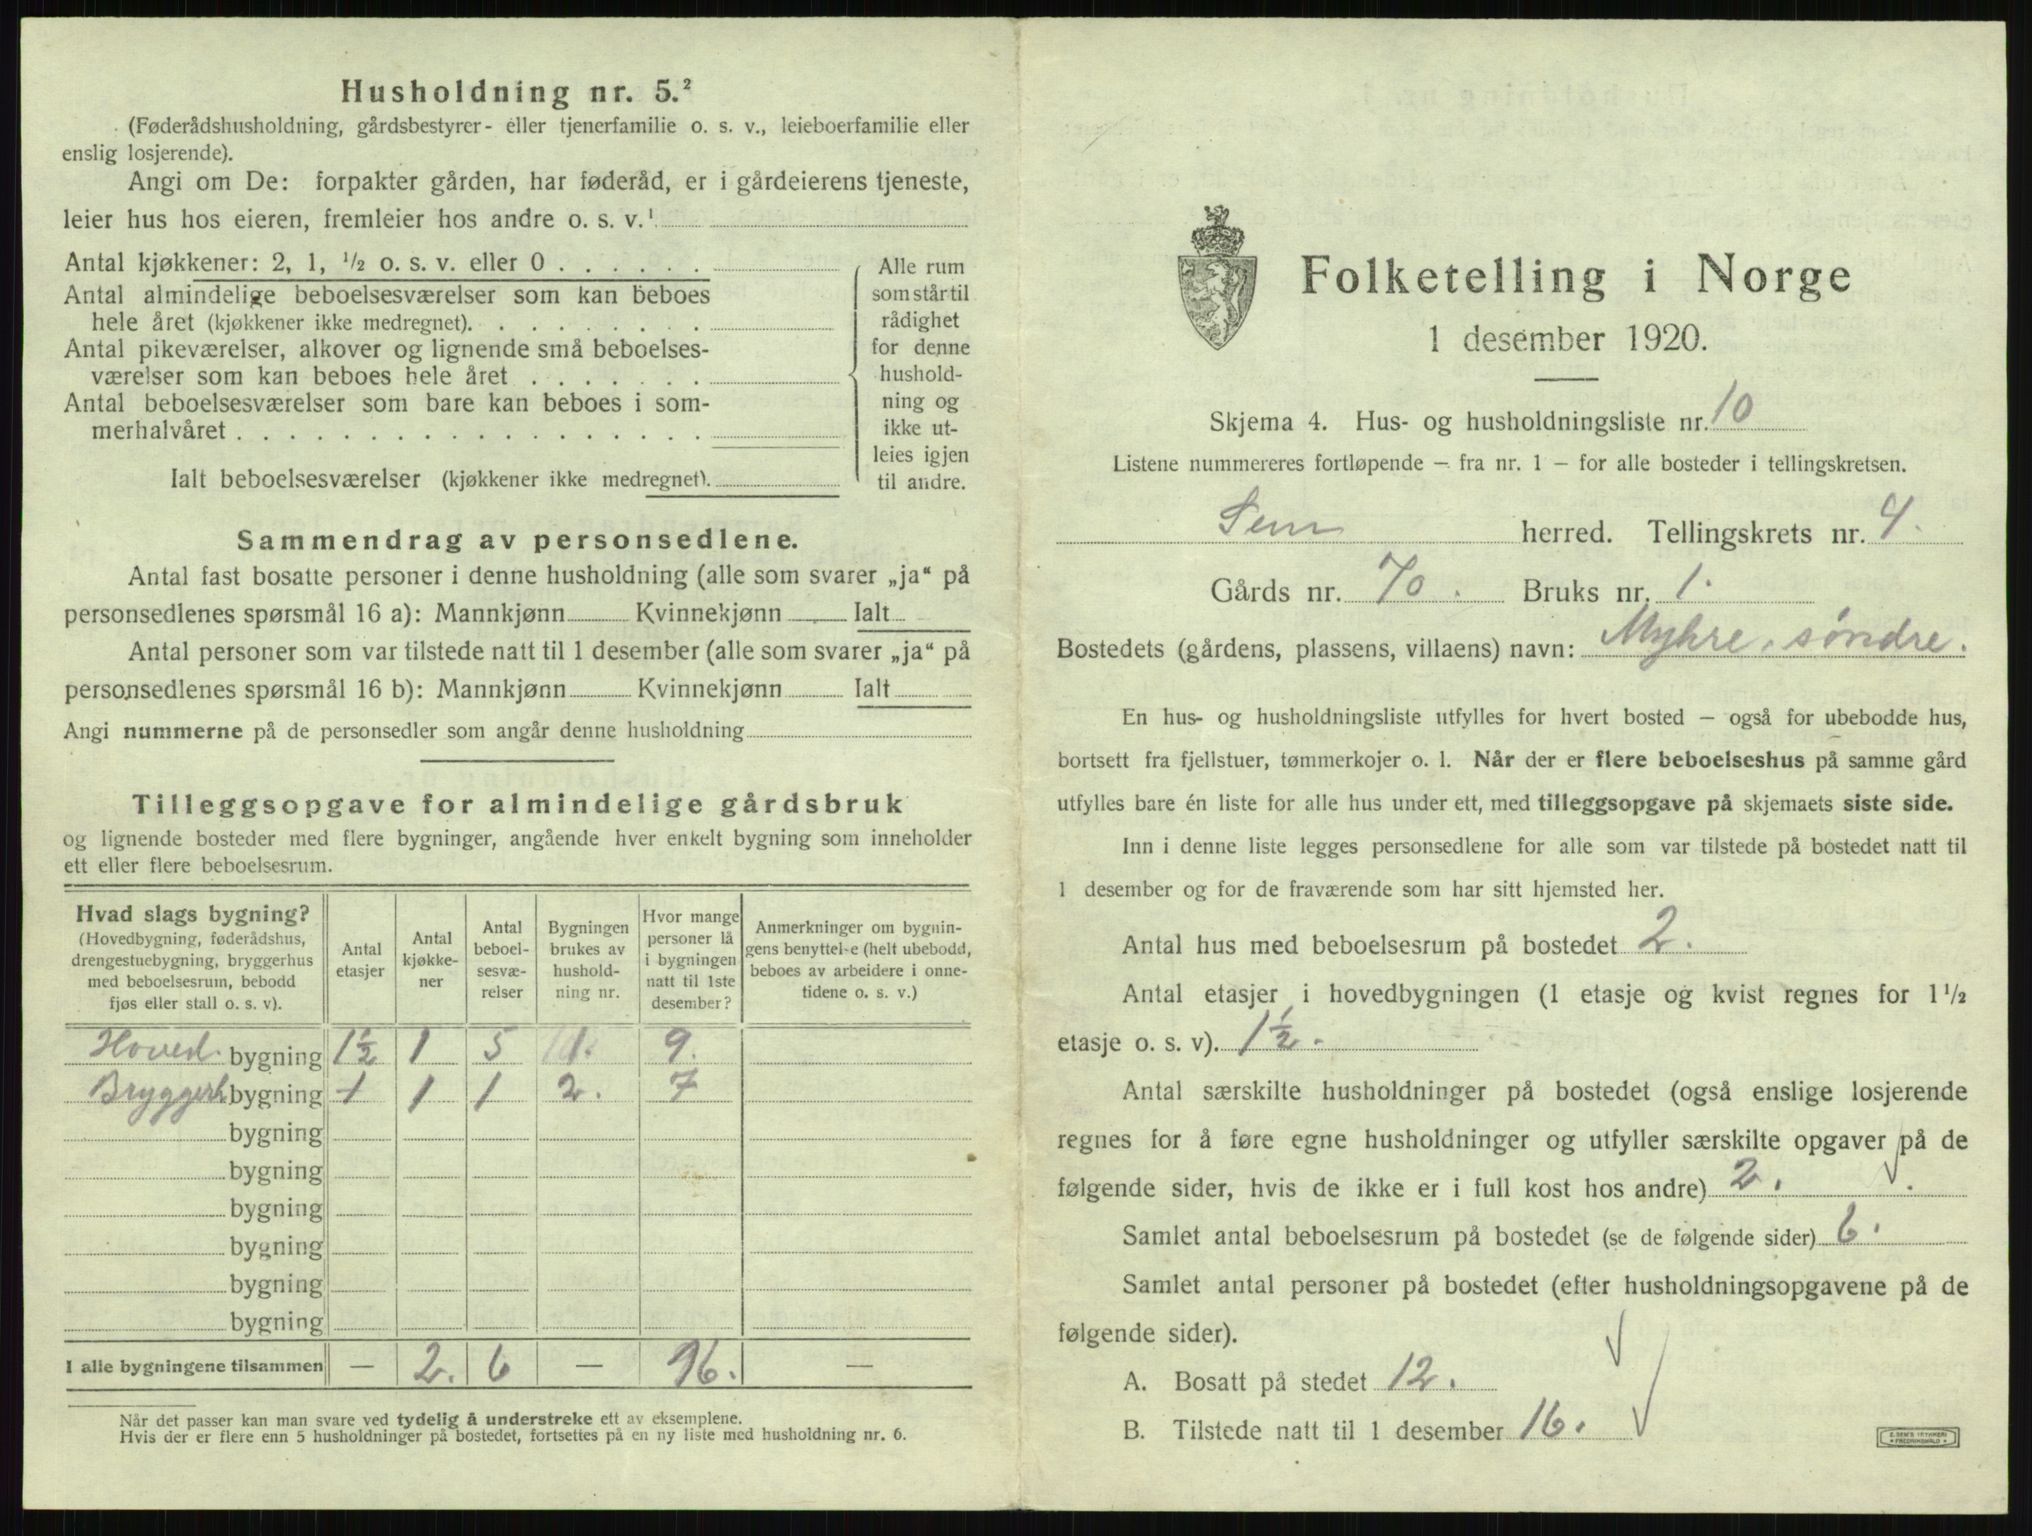 Husholdning nr. 5.²
(Føderådshusholdning, gårdsbestyrer- eller tjenerfamilie o. s. v., leieboerfamilie eller
enslig losjerende).
Angi om De: forpakter gården, har føderåd, er i gårdeierens tjeneste,
leier hus hos eieren, fremleier hos andre o. s. v.¹
Antal kjøkkener: 2, 1, ½ o. s. v. eller 0 . . . . . .
Antal almindelige beboelsesværelser som kan beboes
hele året (kjøkkener ikke medregnet). . . . . . . . .
Antal pikeværelser, alkover og lignende små beboelses-
værelser som kan beboes hele året . . . . . . .
Antal beboelsesværelser som bare kan beboes i som-
merhalvåret . . . . . . . . . . . . . . . . . .
Ialt beboelsesværelser (kjøkkener ikke medregnet).
Alle rum
som står til
rådighet
for denne
hushold-
ning og
ikke ut-
leies igjen
til andre.
Sammendrag av personsedlene.
Antal fast bosatte personer i denne husholdning (alle som svarer „ja“ på
personsedlenes spørsmål 16 a): Mannkjønn Kvinnekjønn Ialt
Antal personer som var tilstede natt til 1 desember (alle som svarer „ja“ på
personsedlenes spørsmål 16 b): Mannkjønn Kvinnekjønn Ialt
Angi nummerne på de personsedler som angår denne husholdning
Tilleggsopgave for almindelige gårdsbruk
og lignende bosteder med flere bygninger, angående hver enkelt bygning som inneholder
ett eller flere beboelsesrum.
Hvad slags bygning?
(Hovedbygning, føderådshus,
drengestuebygning, bryggerhus
med beboelsesrum, bebodd
fjøs eller stall o. s. v).
Antal
etasjer
Antal
kjøkke-
ner
Antal
beboel-
sesvæ-
relser
Bygningen
brukes av
hushold-
ning nr.
Hvor mange
personer lå
i bygningen
natt til 1ste
desember?
Anmerkninger om bygnin-
gens benyttelse (helt ubebodd,
beboes av arbeidere i onne-
tidene o. s. v.)
Hoved. bygning 1½ 1 5 1. 9.
Bryggerh bygning 1 1 1 2. 7
bygning
bygning
bygning
bygning
bygning
bygning
I alle bygningene tilsammen — 2. 6 — 16. —
Når det passer kan man svare ved tydelig å understreke ett av eksemplene.
Hvis der er flere enn 5 husholdninger på bostedet, fortsettes på en ny liste med husholdning nr. 6.
Folketelling i Norge
1 desember 1920.
Skjema 4. Hus- og husholdningsliste nr. 10
Listene nummereres fortløpende – fra nr. 1 – for alle bosteder i tellingskretsen.
Sem herred. Tellingskrets nr. 4.
Gårds nr. 70. Bruks nr. 1.
Bostedets (gårdens, plassens, villaens) navn: Myhre, søndre.
En hus- og husholdningsliste utfylles for hvert bosted – også for ubebodde hus,
bortsett fra fjellstuer, tømmerkojer o. l. Når der er flere beboelseshus på samme gård
utfylles bare én liste for alle hus under ett, med tilleggsopgave på skjemaets siste side.
Inn i denne liste legges personsedlene for alle som var tilstede på bostedet natt til
1 desember og for de fraværende som har sitt hjemsted her.
Antal hus med beboelsesrum på bostedet 2.
Antal etasjer i hovedbygningen (1 etasje og kvist regnes for 1½
etasje o. s. v). 1½.
Antal særskilte husholdninger på bostedet (også enslige losjerende
regnes for å føre egne husholdninger og utfyller særskilte opgaver på de
følgende sider, hvis de ikke er i full kost hos andre) 2.
Samlet antal beboelsesrum på bostedet (se de følgende sider) 6.
Samlet antal personer på bostedet (efter husholdningsopgavene på de
følgende sider).
A. Bosatt på stedet 12.
B. Tilstede natt til 1 desember 16.